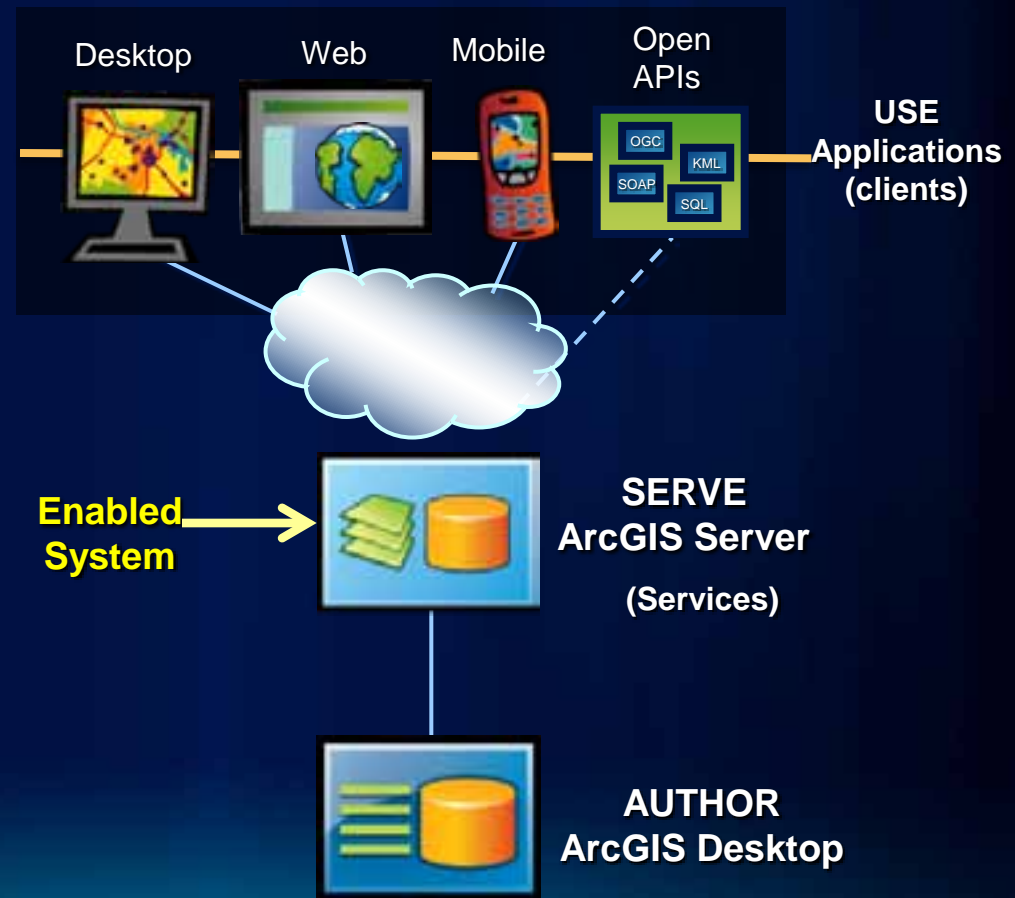 Desktop
Web
Mobile
Open
APIs
OGC
KML
SOAP
SQL
USE
Applications
(clients)
Enabled
System
SERVE
ArcGIS Server
(Services)
AUTHOR
ArcGIS Desktop